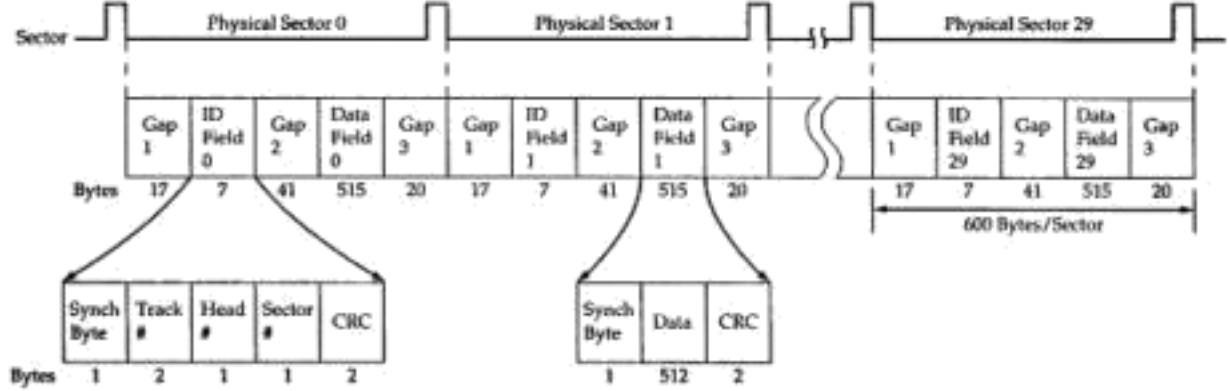 Sector Physical Sector 0 Physical Sector 1 Physical Sector 29
Gap 1 ID Field 0 Gap 2 Data Field 0 Gap 3 Gap 1 ID Field 1 Gap 2 Data Field 1 Gap 3 Gap 1 ID Field 29 Gap 2 Data Field 29 Gap 3
Bytes 17 7 41 515 20 17 7 41 515 20 17 7 41 515 20
600 Bytes/Sector
Synch Byte Track # Head # Sector # CRC Synch Byte Data CRC
Bytes 1 2 1 1 2 1 512 2